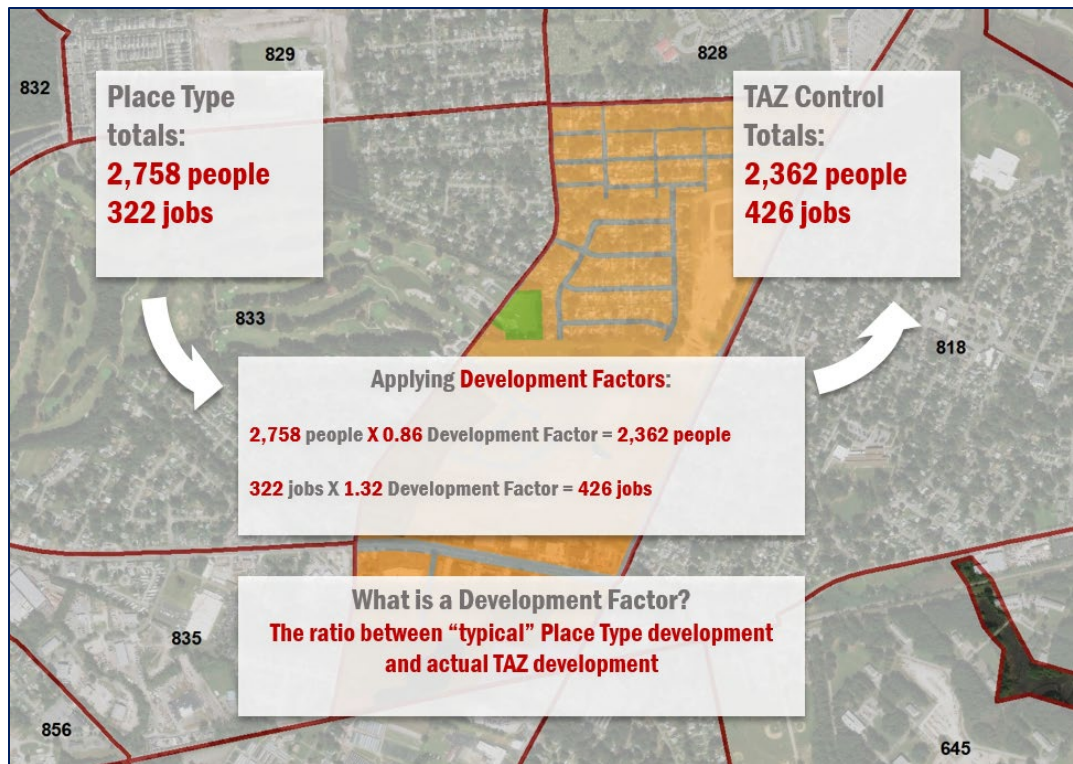 829
828
832
Place Type
totals:
2,758 people
322 jobs
TAZ Control
Totals:
2,362 people
426 jobs
833
818
Applying Development Factors:
2,758 people X 0.86 Development Factor = 2,362 people
322 jobs X 1.32 Development Factor = 426 jobs
What is a Development Factor?
The ratio between “typical” Place Type development
and actual TAZ development
835
856
645